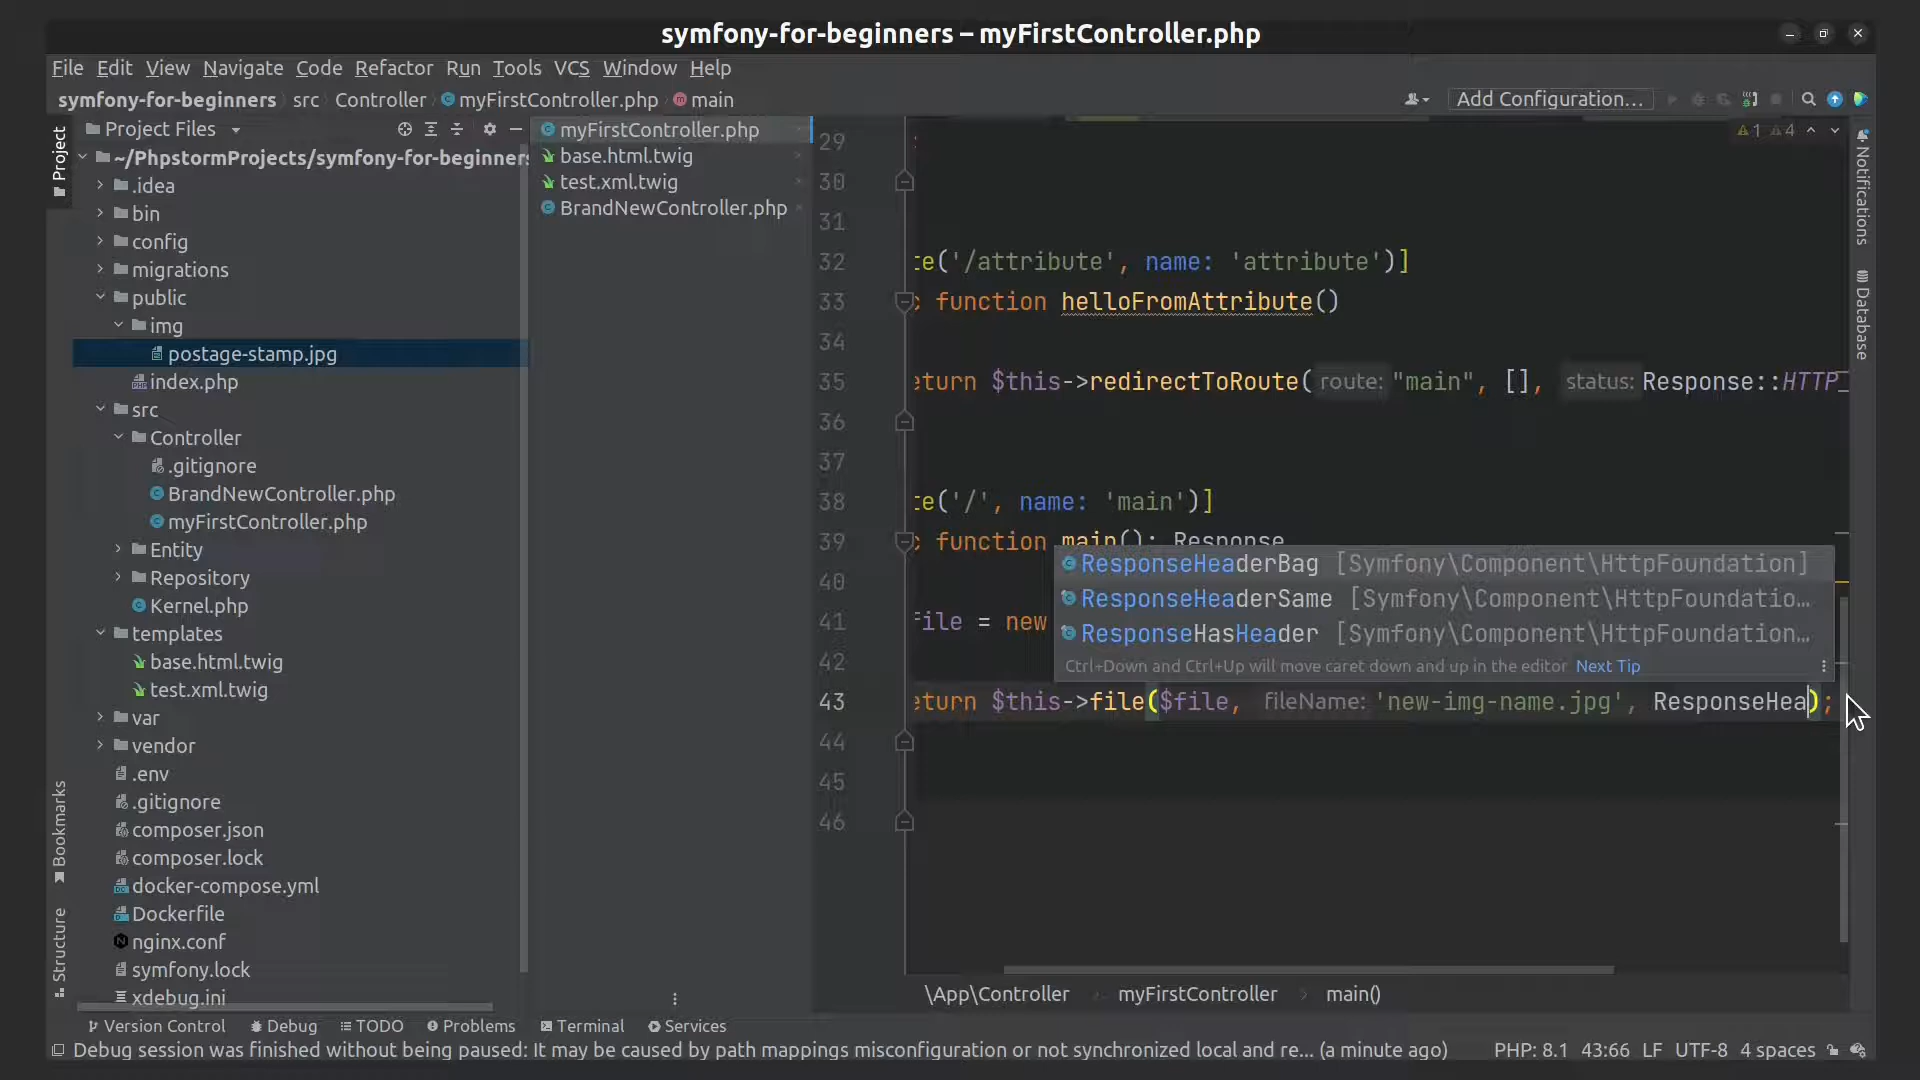 symfony-for-beginners – myFirstController.php
File Edit View Navigate Code Refactor Run Tools VCS Window Help
symfony-for-beginners src Controller myFirstController.php main
Add Configuration...
Project
Project Files
~/PhpstormProjects/symfony-for-beginners
.idea
bin
config
migrations
public
img
postage-stamp.jpg
index.php
src
Controller
.gitignore
BrandNewController.php
myFirstController.php
Entity
Repository
Kernel.php
templates
base.html.twig
test.xml.twig
var
vendor
.env
.gitignore
composer.json
composer.lock
docker-compose.yml
Dockerfile
nginx.conf
symfony.lock
xdebug.ini
Bookmarks
Structure
myFirstController.php
base.html.twig
test.xml.twig
BrandNewController.php
1 4
29
30
31
32 te('/attribute', name: 'attribute')]
33 c function helloFromAttribute()
34
35 eturn $this->redirectToRoute( route: "main", [], status: Response::HTTP_
36
37
38 te('/', name: 'main')]
39 c function main(): Response
40
41 file = new
42
43 eturn $this->file($file, fileName: 'new-img-name.jpg', ResponseHea);
44
45
46
ResponseHeaderBag [Symfony\Component\HttpFoundation]
ResponseHeaderSame [Symfony\Component\HttpFoundatio...
ResponseHasHeader [Symfony\Component\HttpFoundation...
Ctrl+Down and Ctrl+Up will move caret down and up in the editor Next Tip
\App\Controller myFirstController main()
Notifications
Database
Version Control Debug TODO Problems Terminal Services
Debug session was finished without being paused: It may be caused by path mappings misconfiguration or not synchronized local and re... (a minute ago) PHP: 8.1 43:66 LF UTF-8 4 spaces